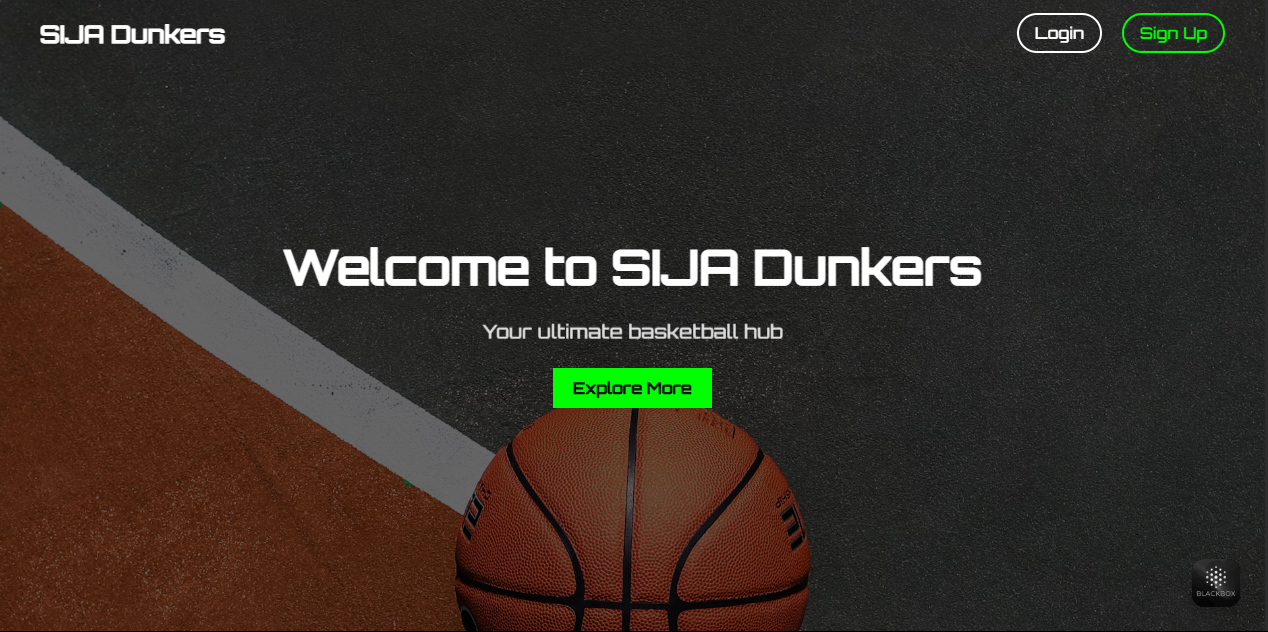 SIJA Dunkers
Login
Sign Up
Welcome to SIJA Dunkers
Your ultimate basketball hub
Explore More
BLACKBOX